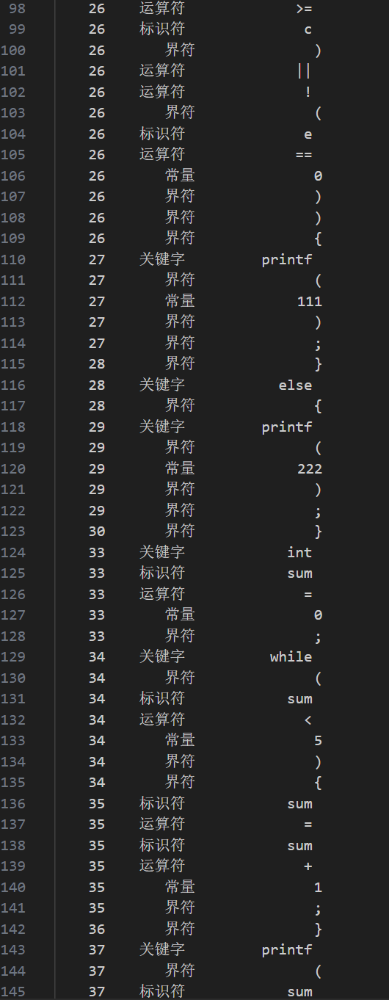 98 26 运算符 >=
99 26 标识符 c
100 26 界符 )
101 26 运算符 ||
102 26 运算符 !
103 26 界符 (
104 26 标识符 e
105 26 运算符 ==
106 26 常量 0
107 26 界符 )
108 26 界符 )
109 26 界符 {
110 27 关键字 printf
111 27 界符 (
112 27 常量 111
113 27 界符 )
114 27 界符 ;
115 28 界符 }
116 28 关键字 else
117 28 界符 {
118 29 关键字 printf
119 29 界符 (
120 29 常量 222
121 29 界符 )
122 29 界符 ;
123 30 界符 }
124 33 关键字 int
125 33 标识符 sum
126 33 运算符 =
127 33 常量 0
128 33 界符 ;
129 34 关键字 while
130 34 界符 (
131 34 标识符 sum
132 34 运算符 <
133 34 常量 5
134 34 界符 )
135 34 界符 {
136 35 标识符 sum
137 35 运算符 =
138 35 标识符 sum
139 35 运算符 +
140 35 常量 1
141 35 界符 ;
142 36 界符 }
143 37 关键字 printf
144 37 界符 (
145 37 标识符 sum